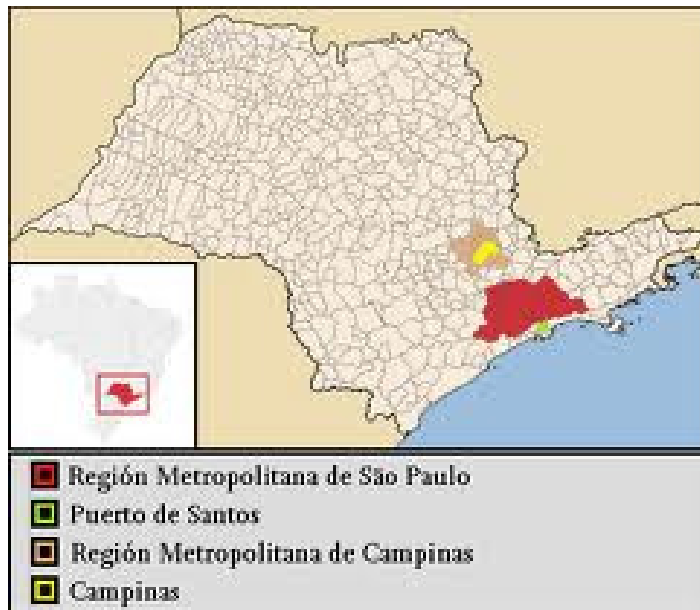 Región Metropolitana de São Paulo
Puerto de Santos
Región Metropolitana de Campinas
Campinas